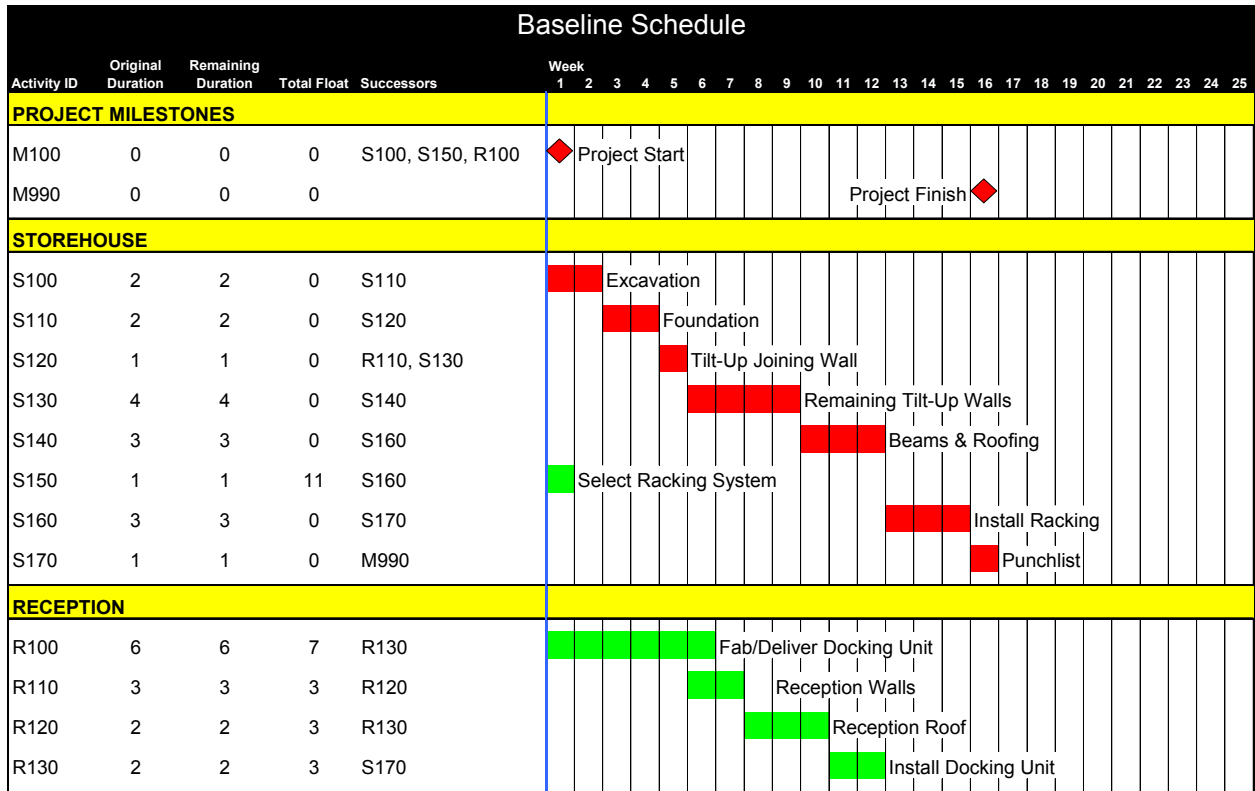 Baseline Schedule
Activity ID Original Duration Remaining Duration Total Float Successors Week
1 2 3 4 5 6 7 8 9 10 11 12 13 14 15 16 17 18 19 20 21 22 23 24 25
PROJECT MILESTONES
M100 0 0 0 S100, S150, R100 Project Start
M990 0 0 0 Project Finish
STOREHOUSE
S100 2 2 0 S110 Excavation
S110 2 2 0 S120 Foundation
S120 1 1 0 R110, S130 Tilt-Up Joining Wall
S130 4 4 0 S140 Remaining Tilt-Up Walls
S140 3 3 0 S160 Beams & Roofing
S150 1 1 11 S160 Select Racking System
S160 3 3 0 S170 Install Racking
S170 1 1 0 M990 Punchlist
RECEPTION
R100 6 6 7 R130 Fab/Deliver Docking Unit
R110 3 3 3 R120 Reception Walls
R120 2 2 3 R130 Reception Roof
R130 2 2 3 S170 Install Docking Unit